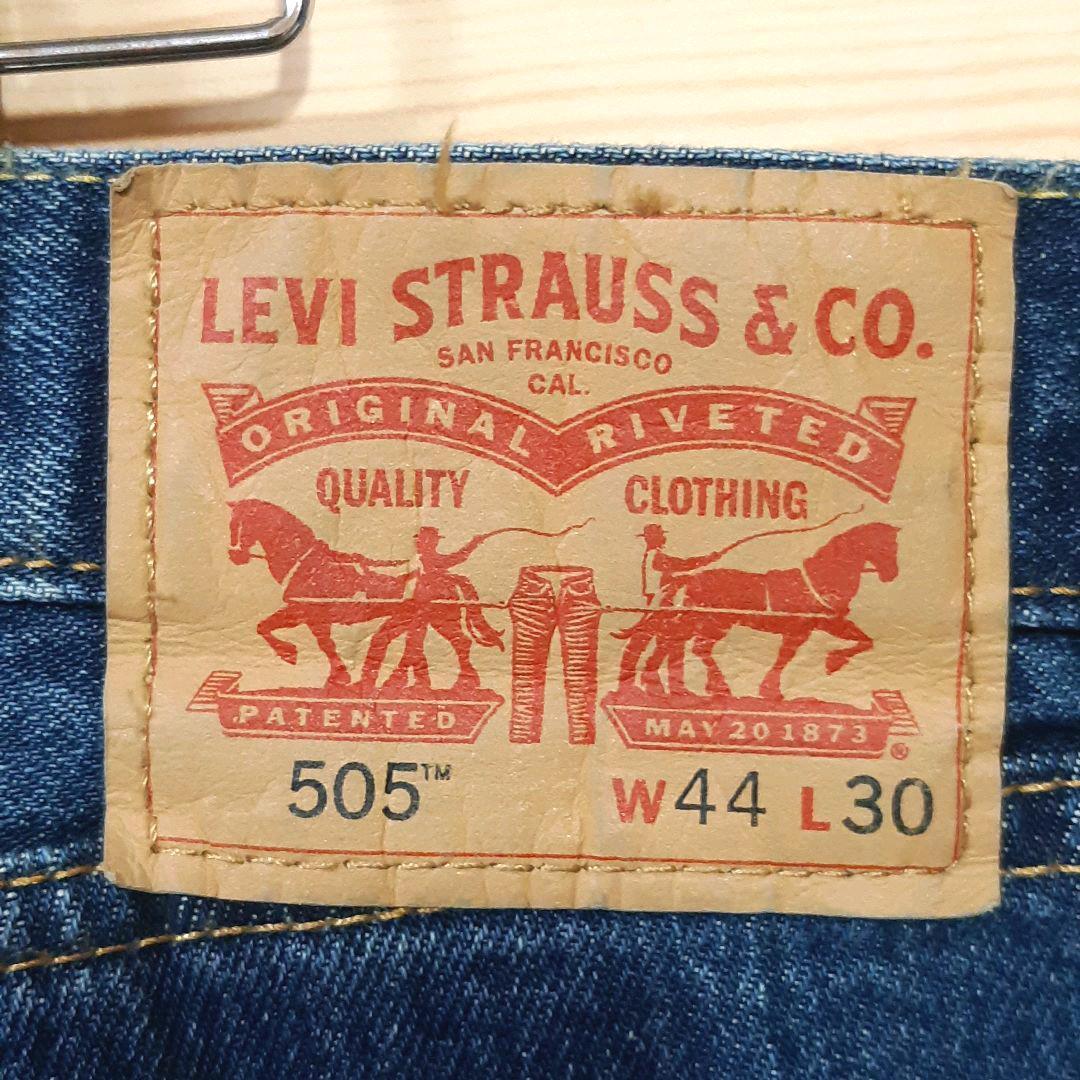 LEVI STRAUSS & CO.
SAN FRANCISCO
CAL.
ORIGINAL RIVETED
QUALITY CLOTHING
PATENTED MAY 20 1873 ®
505™ W44 L30